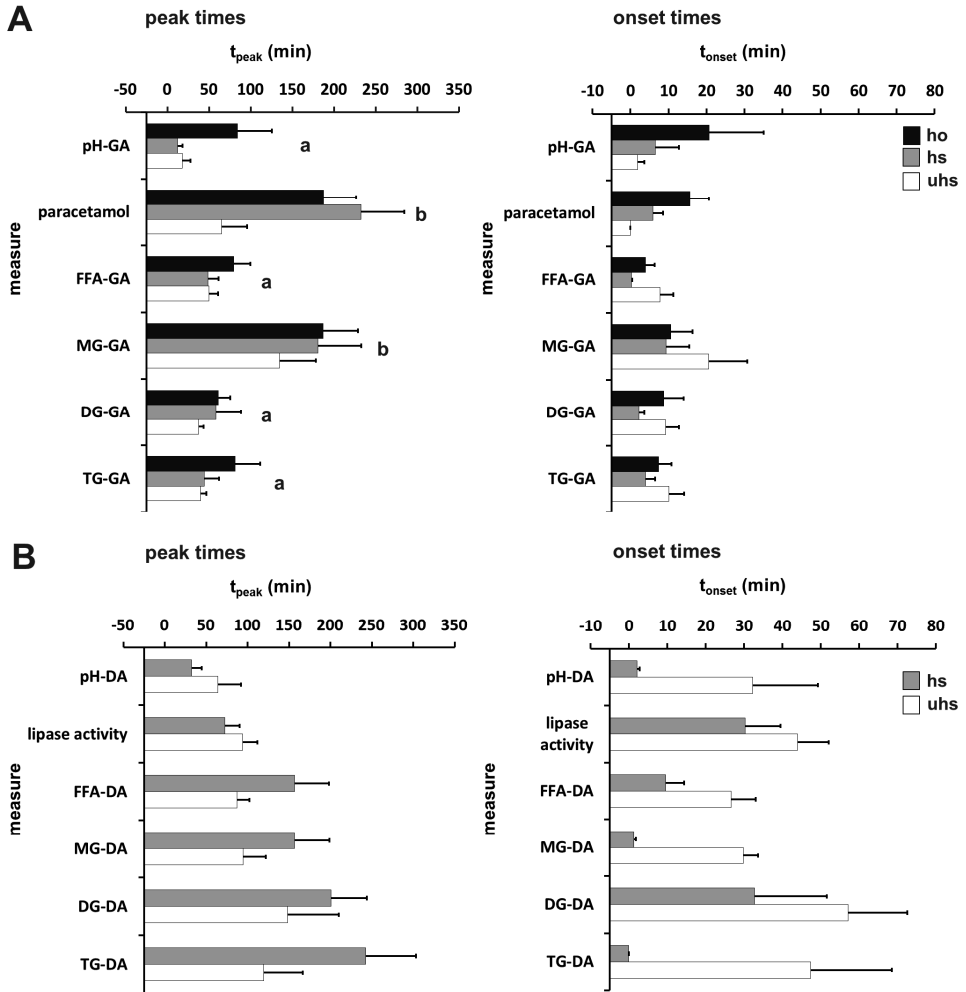 A
peak times
onset times
tpeak (min)
tonset (min)
-50 0 50 100 150 200 250 300 350
-10 0 10 20 30 40 50 60 70 80
measure
pH-GA
paracetamol
FFA-GA
MG-GA
DG-GA
TG-GA
a
b
a
b
a
a
measure
pH-GA
paracetamol
FFA-GA
MG-GA
DG-GA
TG-GA
ho
hs
uhs
B
peak times
onset times
tpeak (min)
tonset (min)
-50 0 50 100 150 200 250 300 350
-10 0 10 20 30 40 50 60 70 80
measure
pH-DA
lipase activity
FFA-DA
MG-DA
DG-DA
TG-DA
measure
pH-DA
lipase
activity
FFA-DA
MG-DA
DG-DA
TG-DA
hs
uhs